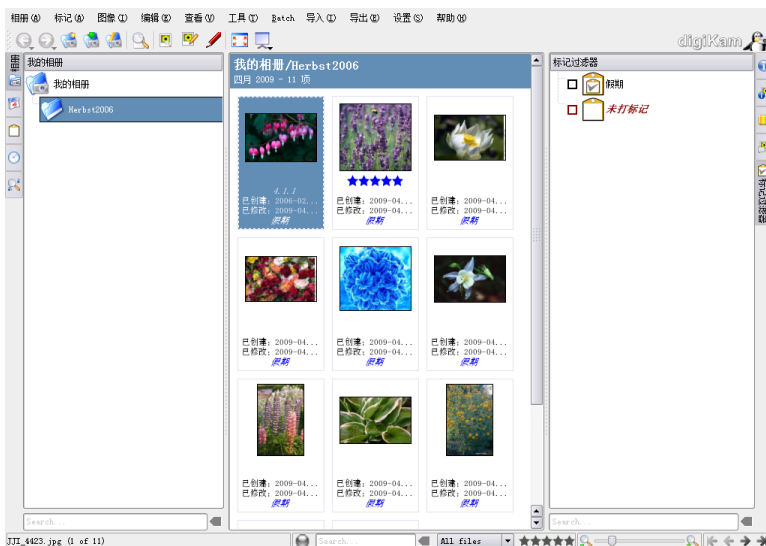 相册(A) 标记(A) 图像(I) 编辑(E) 查看(V) 工具(T) Batch 导入(I) 导出(E) 设置(S) 帮助(H)
digiKam
我的相册
我的相册
Herbst2006
我的相册/Herbst2006
四月 2009 - 11 项
4.1.1
已创建: 2006-02...
已修改: 2009-04...
假期
已创建: 2009-04...
已修改: 2009-04...
假期
已创建: 2009-04...
已修改: 2009-04...
假期
已创建: 2009-04...
已修改: 2009-04...
假期
已创建: 2009-04...
已修改: 2009-04...
假期
已创建: 2009-04...
已修改: 2009-04...
假期
已创建: 2009-04...
已修改: 2009-04...
假期
已创建: 2009-04...
已修改: 2009-04...
假期
已创建: 2009-04...
已修改: 2009-04...
假期
标记过滤器
假期
未打标记
标记过滤器
Search...
Search...
JJI_4423.jpg (1 of 11)
Search...
All files